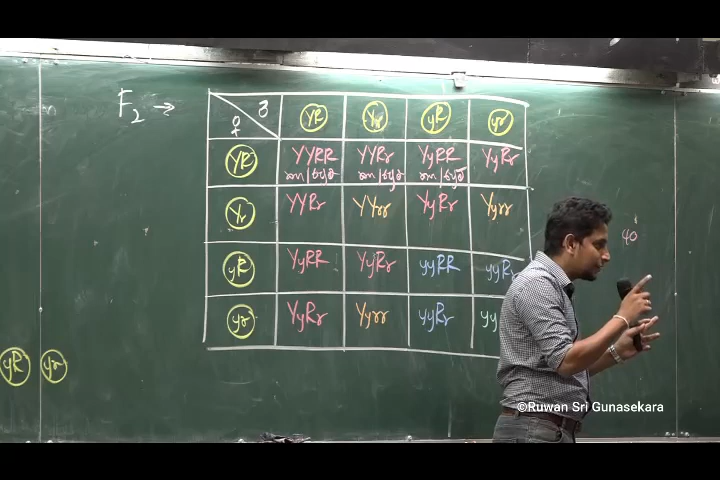 F2 →
♂
♀
YR Yr yR yr
YR YYRR YYRr YyRR YyRr
Yr YYRr YYrr YyRr Yyrr
yR YyRR YyRr yyRR yyRr
yr YyRr Yyrr yyRr yy
40
yR yr
©Ruwan Sri Gunasekara